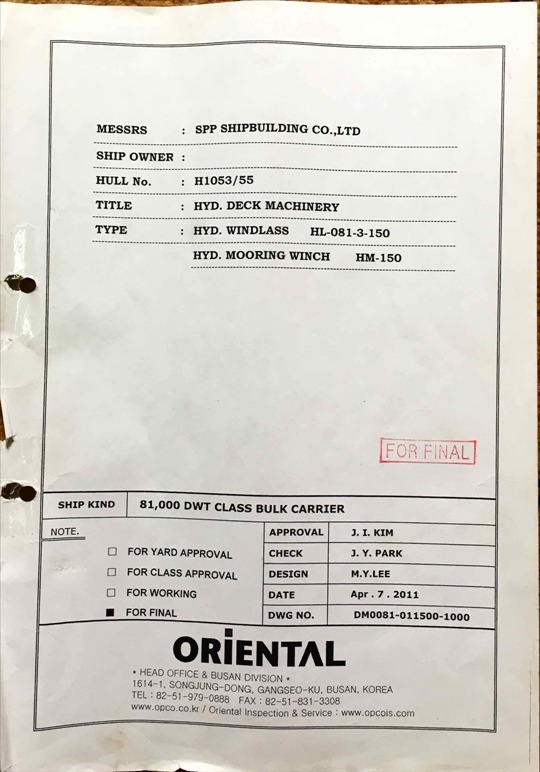 MESSRS : SPP SHIPBUILDING CO.,LTD
SHIP OWNER :
HULL No. : H1053/55
TITLE : HYD. DECK MACHINERY
TYPE : HYD. WINDLASS HL-081-3-150
HYD. MOORING WINCH HM-150
FOR FINAL
SHIP KIND 81,000 DWT CLASS BULK CARRIER
NOTE.
☐ FOR YARD APPROVAL
☐ FOR CLASS APPROVAL
☐ FOR WORKING
■ FOR FINAL
APPROVAL J. I. KIM
CHECK J. Y. PARK
DESIGN M.Y.LEE
DATE Apr . 7 . 2011
DWG NO. DM0081-011500-1000
ORIENTAL
* HEAD OFFICE & BUSAN DIVISION *
1614-1, SONGJUNG-DONG, GANGSEO-KU, BUSAN, KOREA
TEL : 82-51-979-0888 FAX : 82-51-831-3308
www.opco.co.kr / Oriental Inspection & Service : www.opcois.com